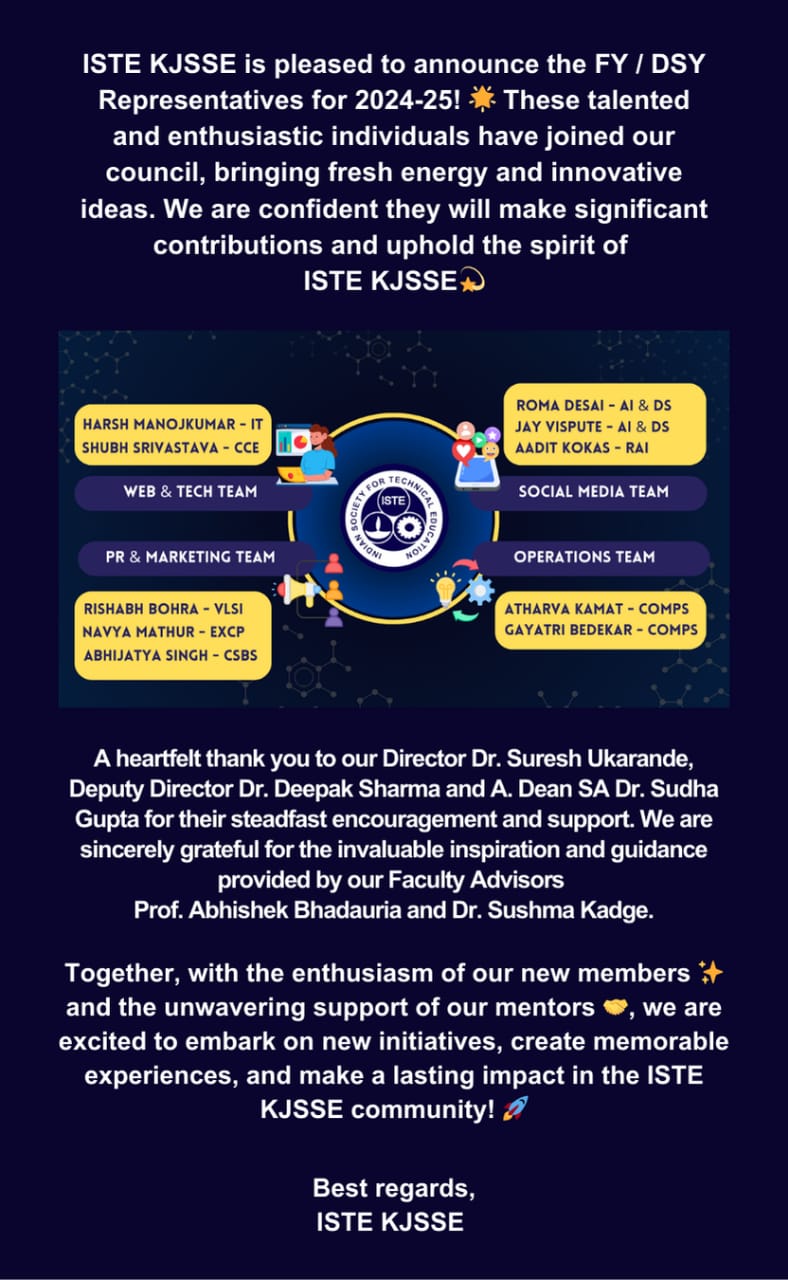 ISTE KJSSE is pleased to announce the FY / DSY
Representatives for 2024-25! 🌟 These talented
and enthusiastic individuals have joined our
council, bringing fresh energy and innovative
ideas. We are confident they will make significant
contributions and uphold the spirit of
ISTE KJSSE💫
HARSH MANOJKUMAR - IT
SHUBH SRIVASTAVA - CCE
WEB & TECH TEAM
ROMA DESAI - AI & DS
JAY VISPUTE - AI & DS
AADIT KOKAS - RAI
SOCIAL MEDIA TEAM
INDIAN SOCIETY FOR TECHNICAL EDUCATION
ISTE
PR & MARKETING TEAM
RISHABH BOHRA - VLSI
NAVYA MATHUR - EXCP
ABHIJATYA SINGH - CSBS
OPERATIONS TEAM
ATHARVA KAMAT - COMPS
GAYATRI BEDEKAR - COMPS
A heartfelt thank you to our Director Dr. Suresh Ukarande,
Deputy Director Dr. Deepak Sharma and A. Dean SA Dr. Sudha
Gupta for their steadfast encouragement and support. We are
sincerely grateful for the invaluable inspiration and guidance
provided by our Faculty Advisors
Prof. Abhishek Bhadauria and Dr. Sushma Kadge.
Together, with the enthusiasm of our new members ✨
and the unwavering support of our mentors 🤝, we are
excited to embark on new initiatives, create memorable
experiences, and make a lasting impact in the ISTE
KJSSE community! 🚀
Best regards,
ISTE KJSSE